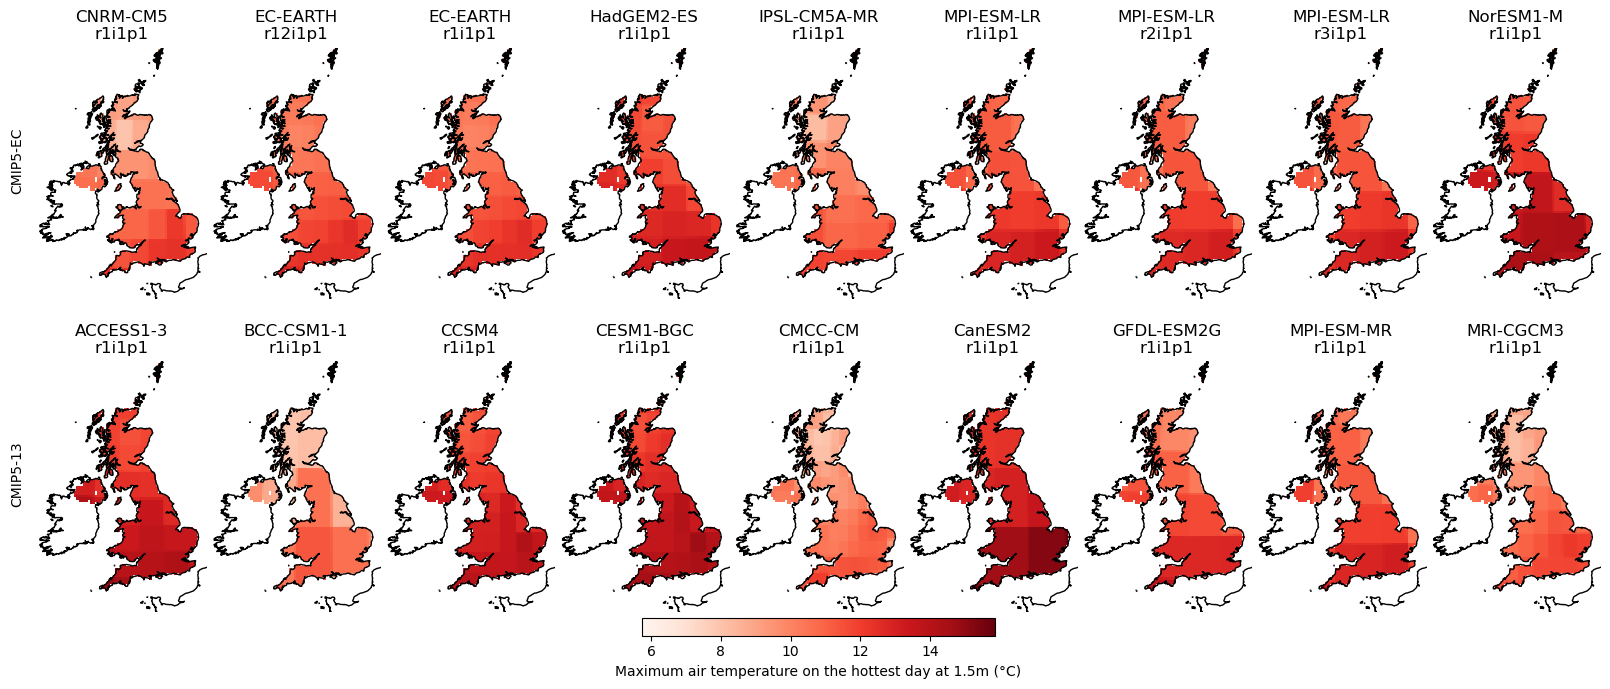 CNRM-CM5 EC-EARTH EC-EARTH HadGEM2-ES IPSL-CM5A-MR MPI-ESM-LR MPI-ESM-LR MPI-ESM-LR NorESM1-M
r1i1p1 r12i1p1 r1i1p1 r1i1p1 r1i1p1 r1i1p1 r2i1p1 r3i1p1 r1i1p1
CMIP5-EC
ACCESS1-3 BCC-CSM1-1 CCSM4 CESM1-BGC CMCC-CM CanESM2 GFDL-ESM2G MPI-ESM-MR MRI-CGCM3
r1i1p1 r1i1p1 r1i1p1 r1i1p1 r1i1p1 r1i1p1 r1i1p1 r1i1p1 r1i1p1
CMIP5-13
6 8 10 12 14
Maximum air temperature on the hottest day at 1.5m (°C)